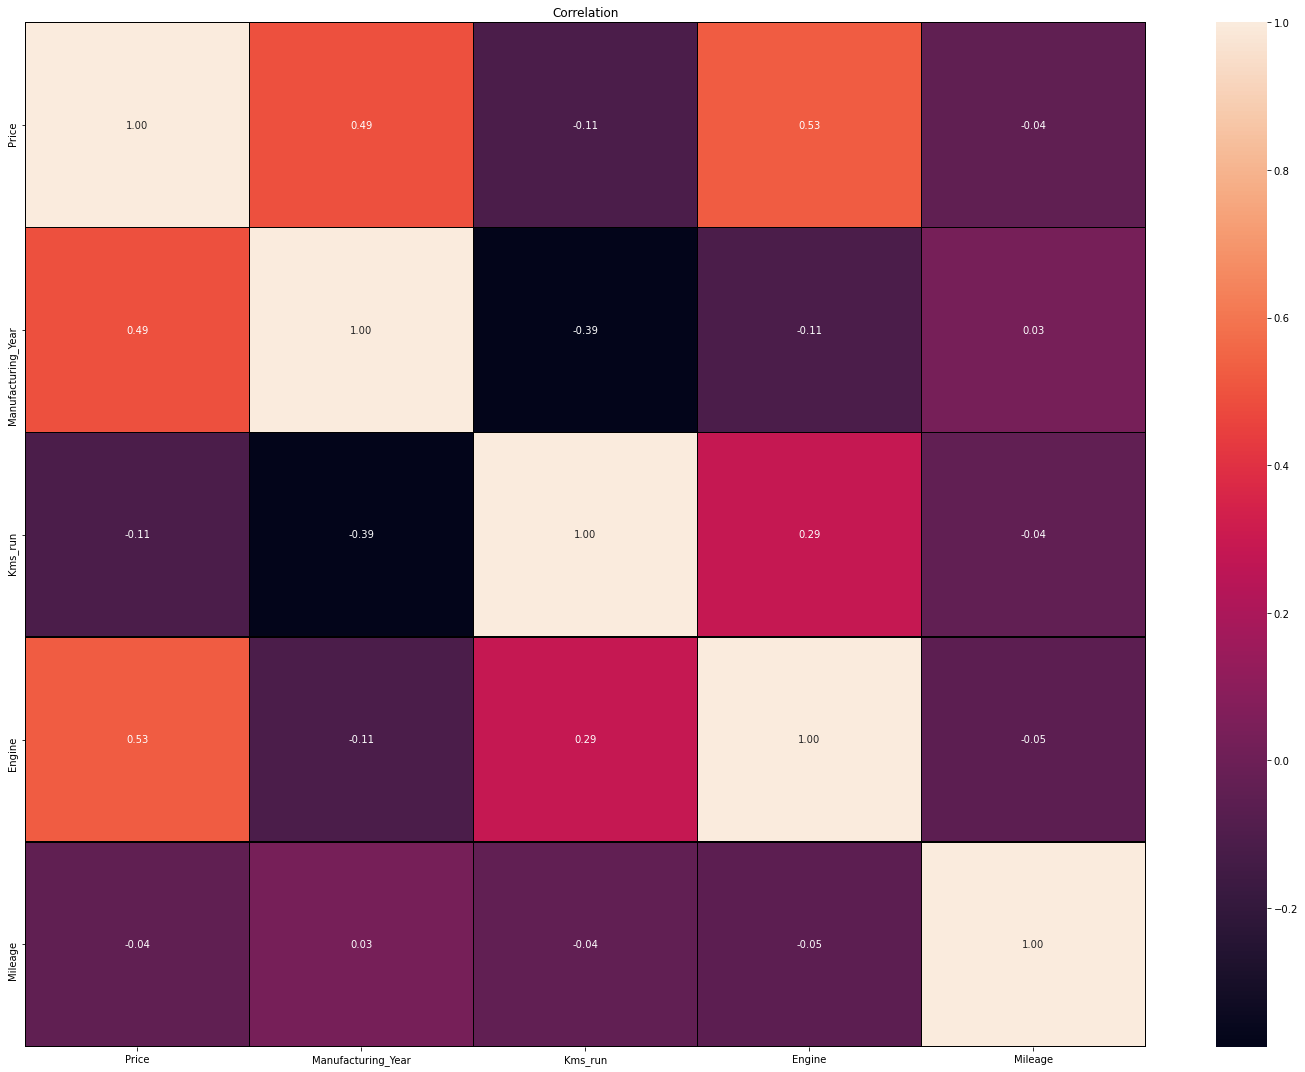 Correlation
Price 1.00 0.49 -0.11 0.53 -0.04
Manufacturing_Year 0.49 1.00 -0.39 -0.11 0.03
Kms_run -0.11 -0.39 1.00 0.29 -0.04
Engine 0.53 -0.11 0.29 1.00 -0.05
Mileage -0.04 0.03 -0.04 -0.05 1.00
Price Manufacturing_Year Kms_run Engine Mileage
1.0
0.8
0.6
0.4
0.2
0.0
−0.2